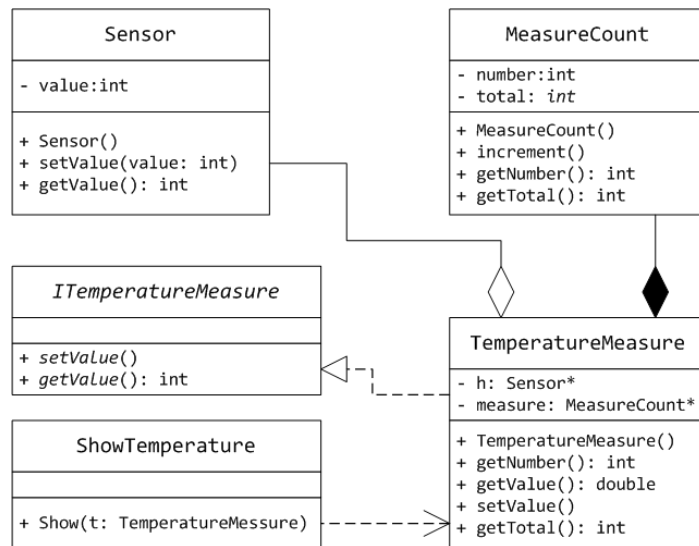 Sensor
- value:int
+ Sensor()
+ setValue(value: int)
+ getValue(): int
MeasureCount
- number:int
- total: int
+ MeasureCount()
+ increment()
+ getNumber(): int
+ getTotal(): int
ITemperatureMeasure
+ setValue()
+ getValue(): int
TemperatureMeasure
- h: Sensor*
- measure: MeasureCount*
+ TemperatureMeasure()
+ getNumber(): int
+ getValue(): double
+ setValue()
+ getTotal(): int
ShowTemperature
+ Show(t: TemperatureMessure)